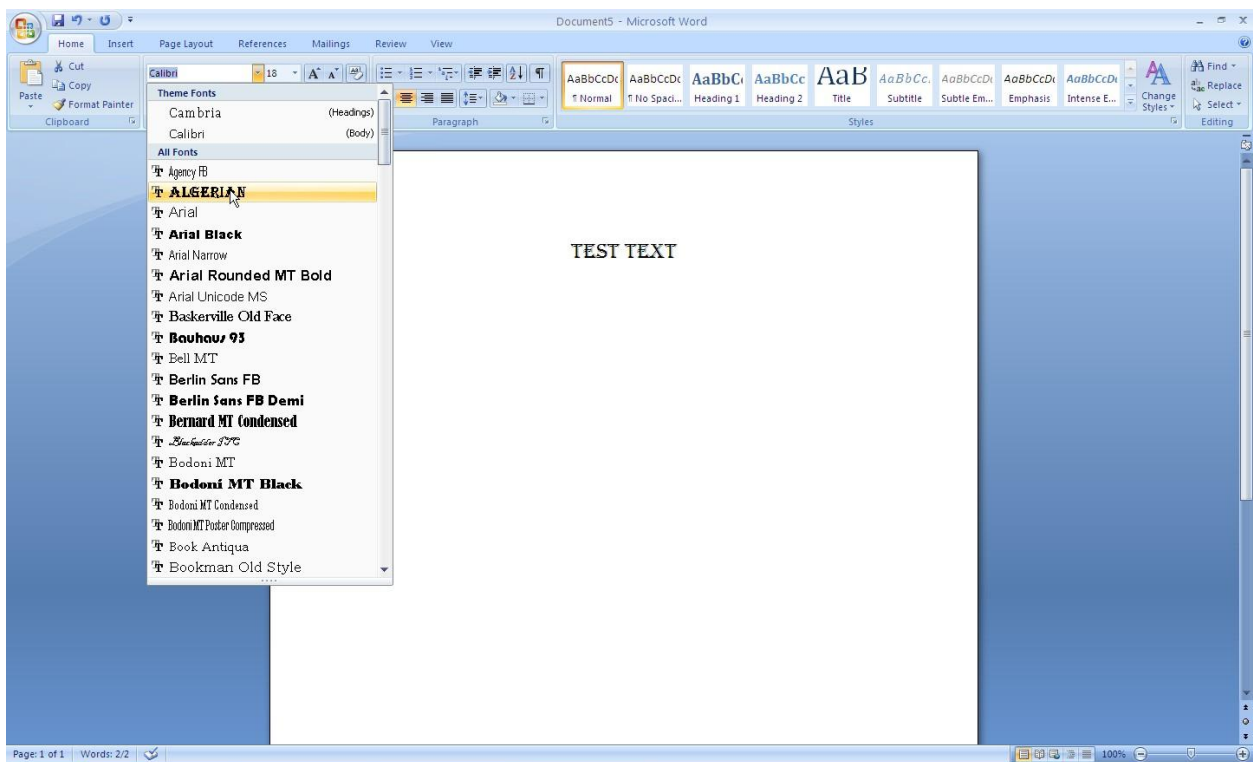 Document5 - Microsoft Word
Home Insert Page Layout References Mailings Review View
Paste
Cut
Copy
Format Painter
Clipboard
Calibri 18
Paragraph
AaBbCcDc AaBbCcDc AaBbC AaBbCc AaB AaBbCc. AaBbCcDc AaBbCcDc AaBbCcDc
¶ Normal ¶ No Spaci... Heading 1 Heading 2 Title Subtitle Subtle Em... Emphasis Intense E...
Change Styles
Styles
Find
Replace
Select
Editing
Theme Fonts
Cambria (Headings)
Calibri (Body)
All Fonts
Agency FB
ALGERIAN
Arial
Arial Black
Arial Narrow
Arial Rounded MT Bold
Arial Unicode MS
Baskerville Old Face
Bauhaus 93
Bell MT
Berlin Sans FB
Berlin Sans FB Demi
Bernard MT Condensed
Blackadder ITC
Bodoni MT
Bodoni MT Black
Bodoni MT Condensed
Bodoni MT Poster Compressed
Book Antiqua
Bookman Old Style
TEST TEXT
Page: 1 of 1 Words: 2/2
100%